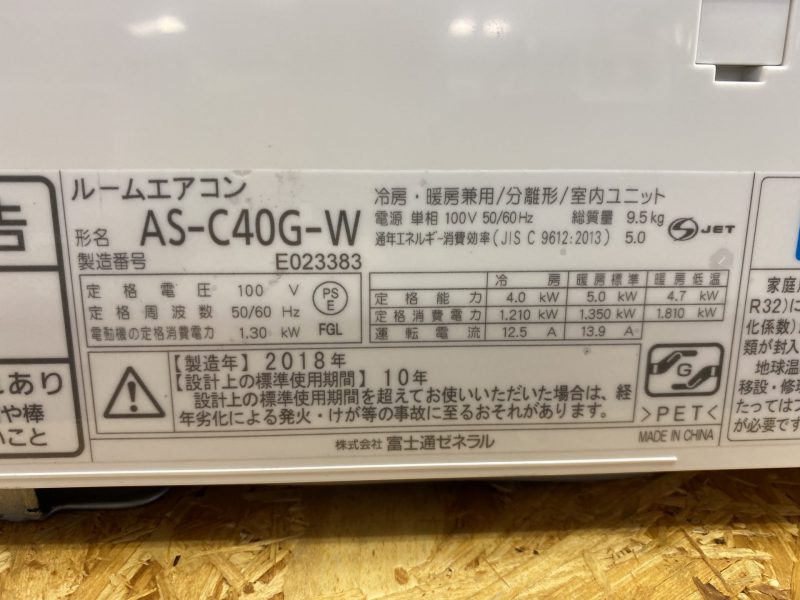 ルームエアコン
形名 AS-C40G-W
製造番号 E023383
冷房・暖房兼用/分離形/室内ユニット
電源 単相 100V 50/60Hz 総質量 9.5kg
通年エネルギー消費効率(JIS C 9612:2013) 5.0
S JET
定格電圧 100 V
定格周波数 50/60 Hz
電動機の定格消費電力 1.30 kW
PS
E
FGL
冷房 暖房標準 暖房低温
定格能力 4.0 kW 5.0 kW 4.7 kW
定格消費電力 1.210 kW 1.350 kW 1.810 kW
運転電流 12.5 A 13.9 A
【製造年】2018年
【設計上の標準使用期間】10年
設計上の標準使用期間を超えてお使いいただいた場合は、経
年劣化による発火・けが等の事故に至るおそれがあります。
G
>PET<
MADE IN CHINA
株式会社 富士通ゼネラル
告
あり
や棒
いこと
家庭用
R32)に
化係数)
類が封入
地球温
移設・修
たっては
が必要です